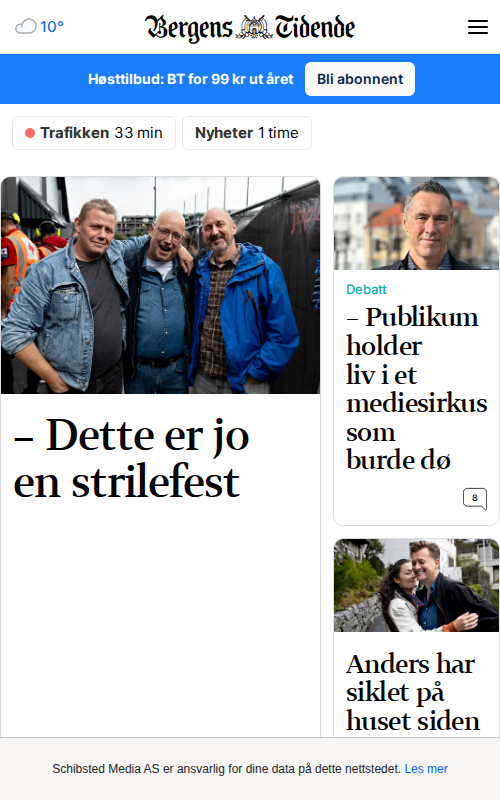 10°
Bergens Tidende
Høsttilbud: BT for 99 kr ut året
Bli abonnent
Trafikken 33 min
Nyheter 1 time
– Dette er jo
en strilefest
Debatt
– Publikum
holder
liv i et
mediesirkus
som
burde dø
8
Anders har
siklet på
huset siden
Schibsted Media AS er ansvarlig for dine data på dette nettstedet. Les mer